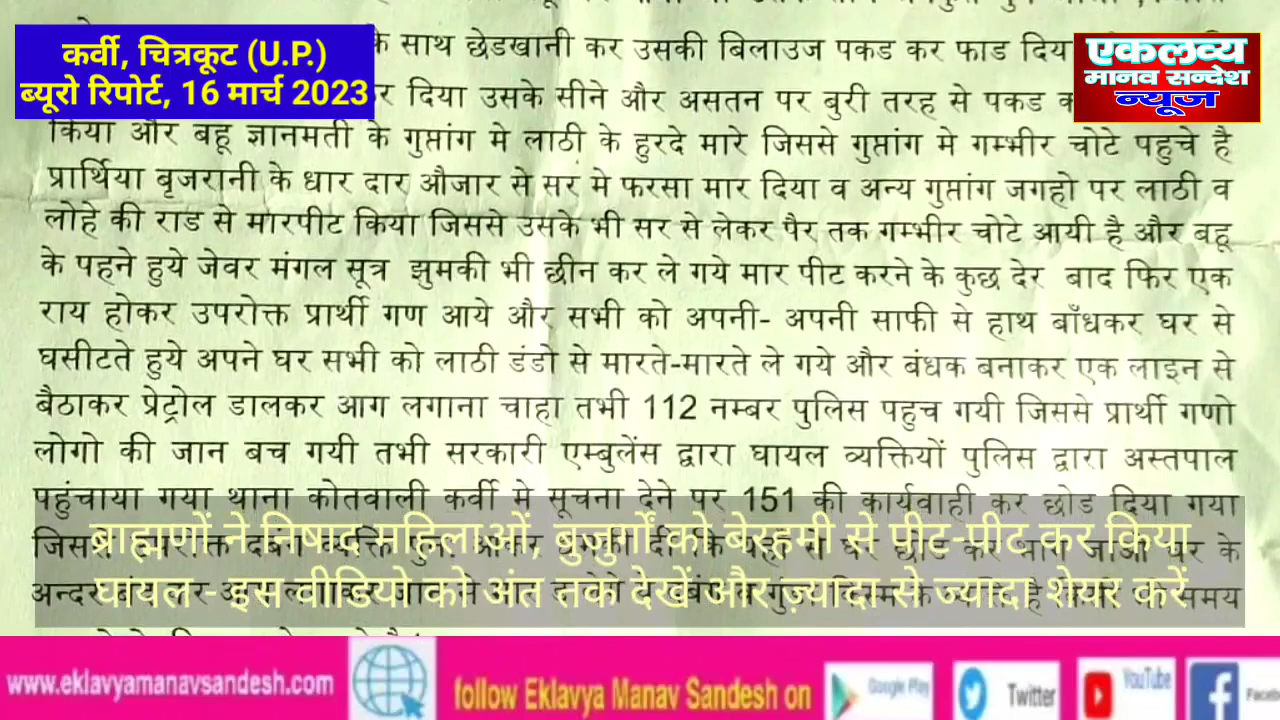 के साथ छेडखानी कर उसकी बिलाउज पकड कर फाड दिय
कर्वी, चित्रकूट (U.P.)
ब्यूरो रिपोर्ट, 16 मार्च 2023
एकलव्य
मानव सन्देश
न्यूज
र दिया उसके सीने और असतन पर बुरी तरह से पकड क
किया और बहू ज्ञानमती के गुप्तांग मे लाठी के हुरदे मारे जिससे गुप्तांग मे गम्भीर चोटे पहुचे है
प्रार्थिया बृजरानी के धार दार औजार से सर मे फरसा मार दिया व अन्य गुप्तांग जगहो पर लाठी व
लोहे की राड से मारपीट किया जिससे उसके भी सर से लेकर पैर तक गम्भीर चोटे आयी है और बहू
के पहने हुये जेवर मंगल सूत्र झुमकी भी छीन कर ले गये मार पीट करने के कुछ देर बाद फिर एक
राय होकर उपरोक्त प्रार्थी गण आये और सभी को अपनी- अपनी साफी से हाथ बाँधकर घर से
घसीटते हुये अपने घर सभी को लाठी डंडो से मारते-मारते ले गये और बंधक बनाकर एक लाइन से
बैठाकर प्रेट्रोल डालकर आग लगाना चाहा तभी 112 नम्बर पुलिस पहुच गयी जिससे प्रार्थी गणो
लोगो की जान बच गयी तभी सरकारी एम्बुलेंस द्वारा घायल व्यक्तियों पुलिस द्वारा अस्तपाल
पहुंचाया गया थाना कोतवाली कर्वी मे सूचना देने पर 151 की कार्यवाही कर छोड दिया गया
ब्राह्मणों ने निषाद महिलाओं, बुजुर्गों को बेरहमी से पीट-पीट कर किया
घायल- इस वीडियो को अंत तक देखें और ज़्यादा से ज्यादा शेयर करें
www.eklavyamanavsandesh.com
follow Eklavya Manav Sandesh on
Google Play
Twitter
YouTube